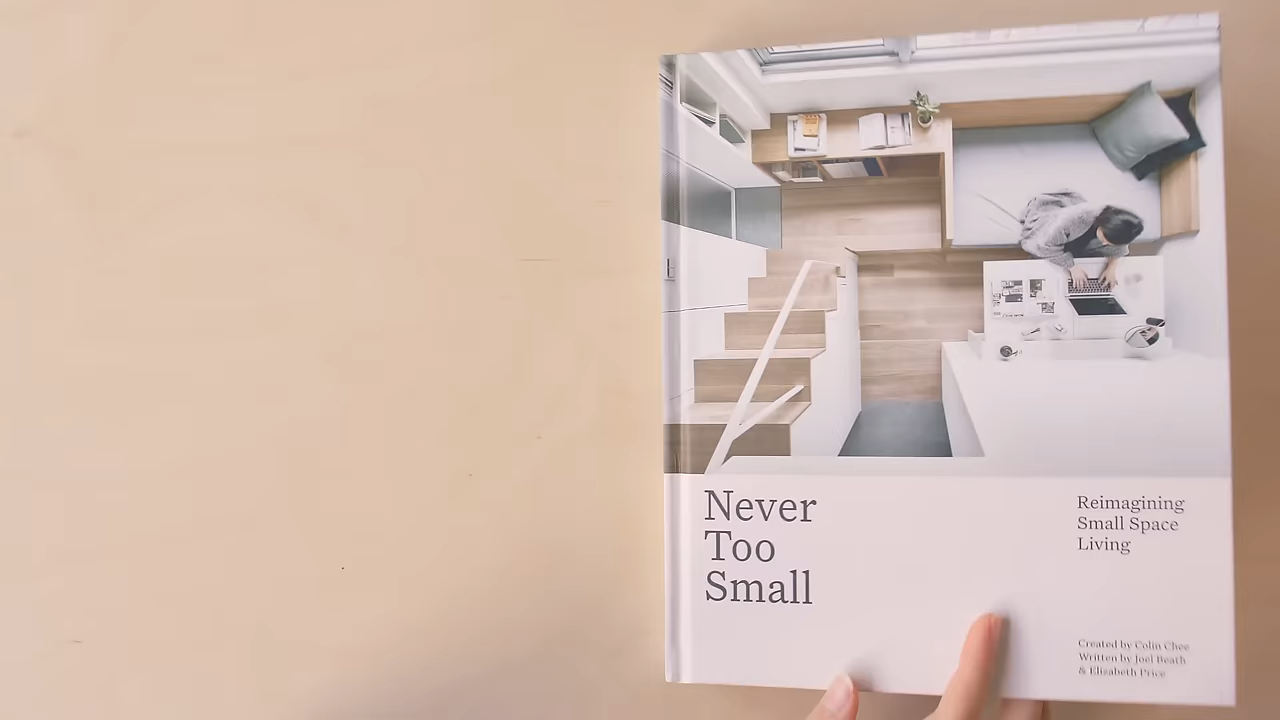 Never
Too
Small
Reimagining
Small Space
Living
Created by Colin Chee
Written by Joel Beath
& Elizabeth Price